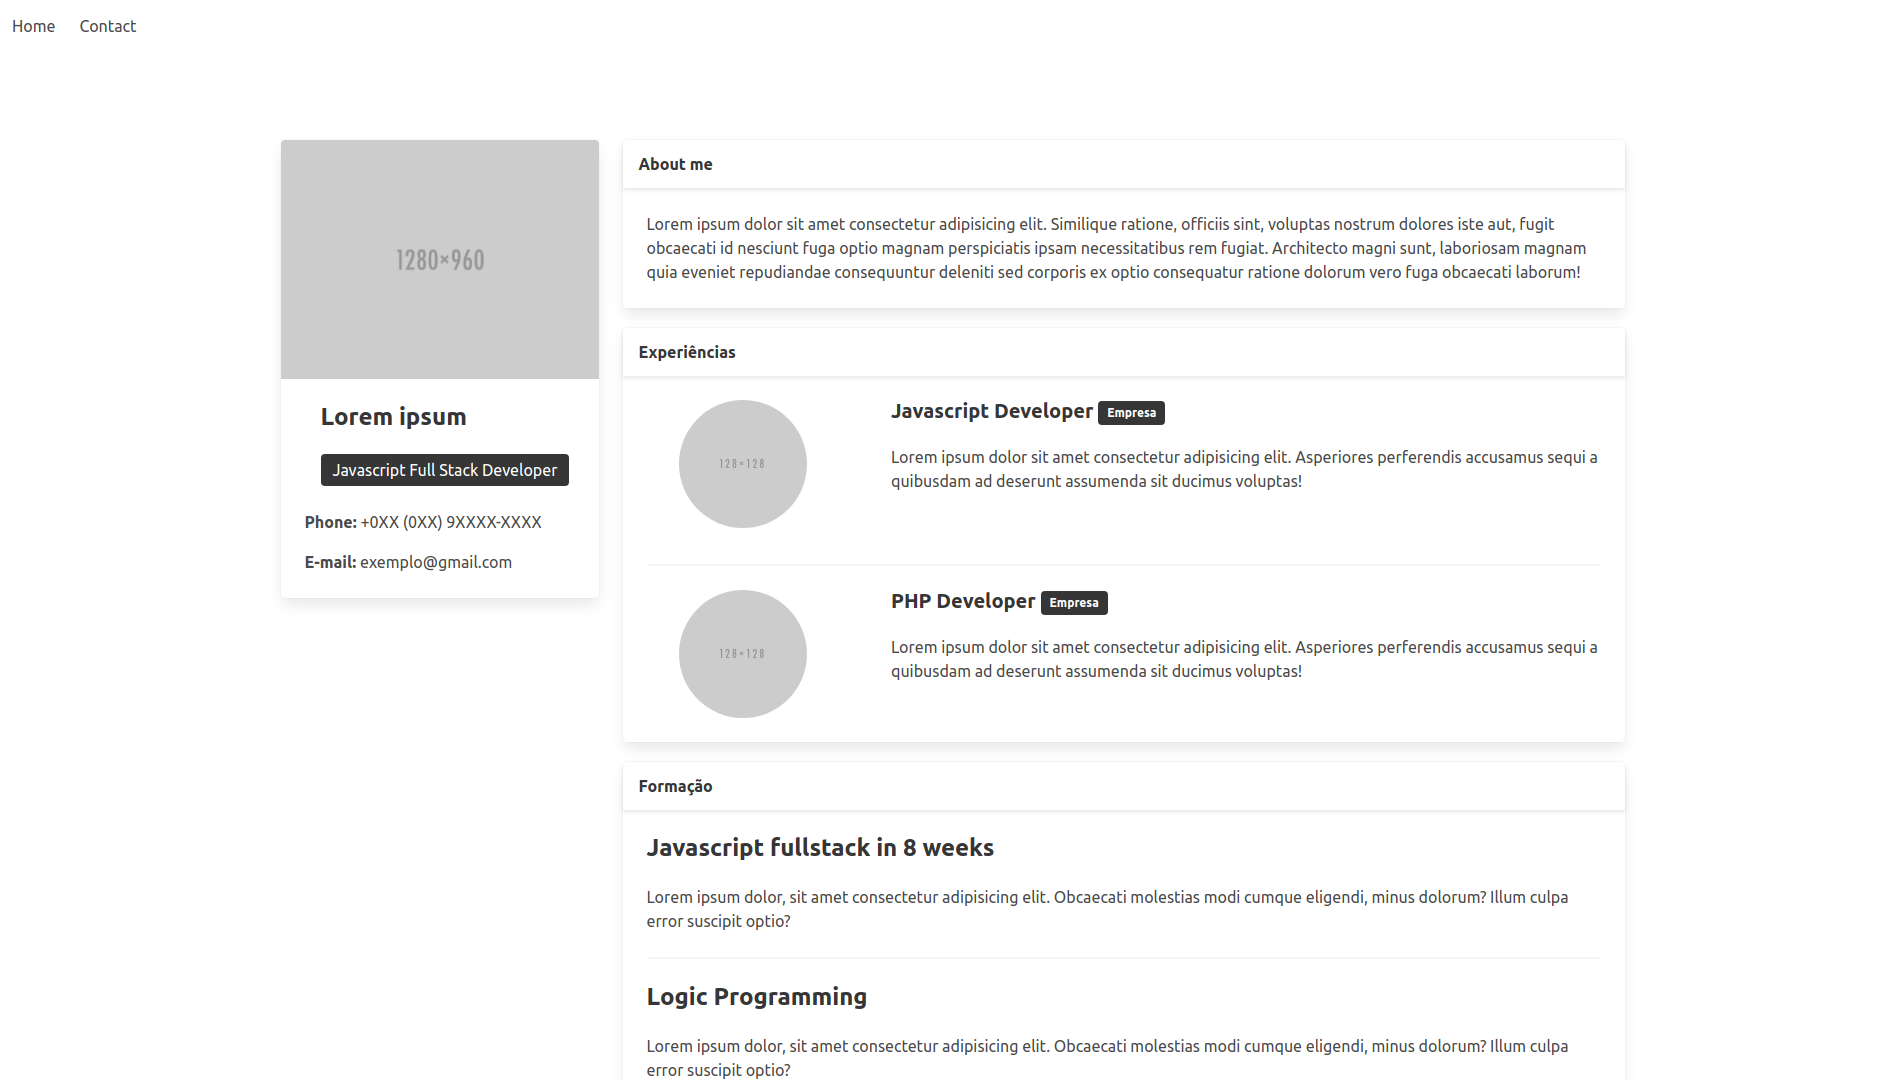 Home Contact
1280×960
Lorem ipsum
Javascript Full Stack Developer
Phone: +0XX (0XX) 9XXXX-XXXX
E-mail: exemplo@gmail.com
About me
Lorem ipsum dolor sit amet consectetur adipisicing elit. Similique ratione, officiis sint, voluptas nostrum dolores iste aut, fugit
obcaecati id nesciunt fuga optio magnam perspiciatis ipsam necessitatibus rem fugiat. Architecto magni sunt, laboriosam magnam
quia eveniet repudiandae consequuntur deleniti sed corporis ex optio consequatur ratione dolorum vero fuga obcaecati laborum!
Experiências
128×128
Javascript Developer Empresa
Lorem ipsum dolor sit amet consectetur adipisicing elit. Asperiores perferendis accusamus sequi a
quibusdam ad deserunt assumenda sit ducimus voluptas!
128×128
PHP Developer Empresa
Lorem ipsum dolor sit amet consectetur adipisicing elit. Asperiores perferendis accusamus sequi a
quibusdam ad deserunt assumenda sit ducimus voluptas!
Formação
Javascript fullstack in 8 weeks
Lorem ipsum dolor, sit amet consectetur adipisicing elit. Obcaecati molestias modi cumque eligendi, minus dolorum? Illum culpa
error suscipit optio?
Logic Programming
Lorem ipsum dolor, sit amet consectetur adipisicing elit. Obcaecati molestias modi cumque eligendi, minus dolorum? Illum culpa
error suscipit optio?